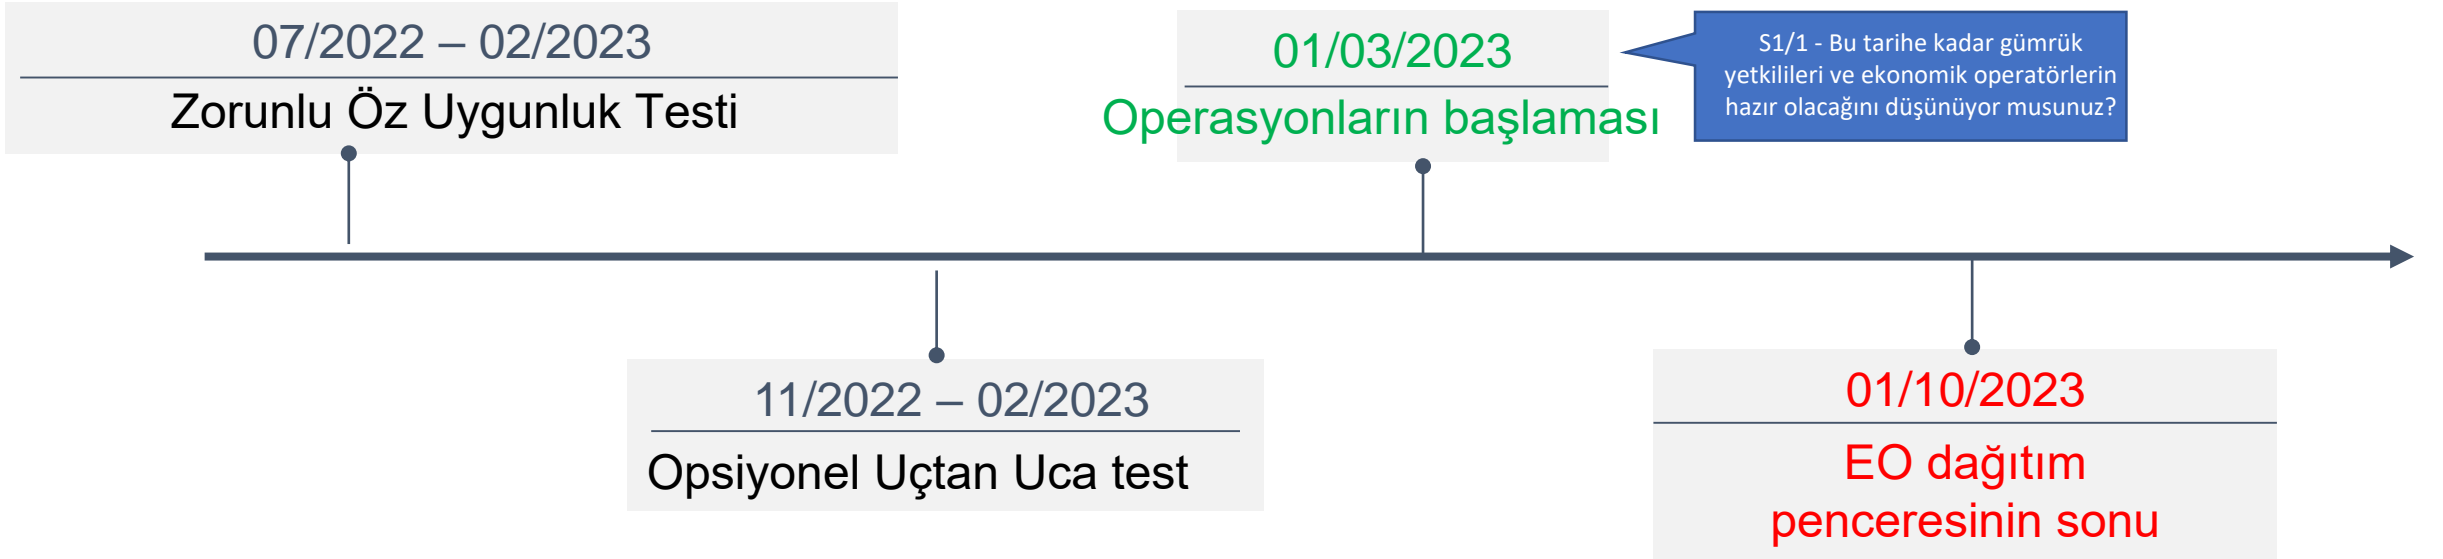 07/2022 – 02/2023
Zorunlu Öz Uygunluk Testi
01/03/2023
Operasyonların başlaması
S1/1 - Bu tarihe kadar gümrük
yetkilileri ve ekonomik operatörlerin
hazır olacağını düşünüyor musunuz?
11/2022 – 02/2023
Opsiyonel Uçtan Uca test
01/10/2023
EO dağıtım
penceresinin sonu